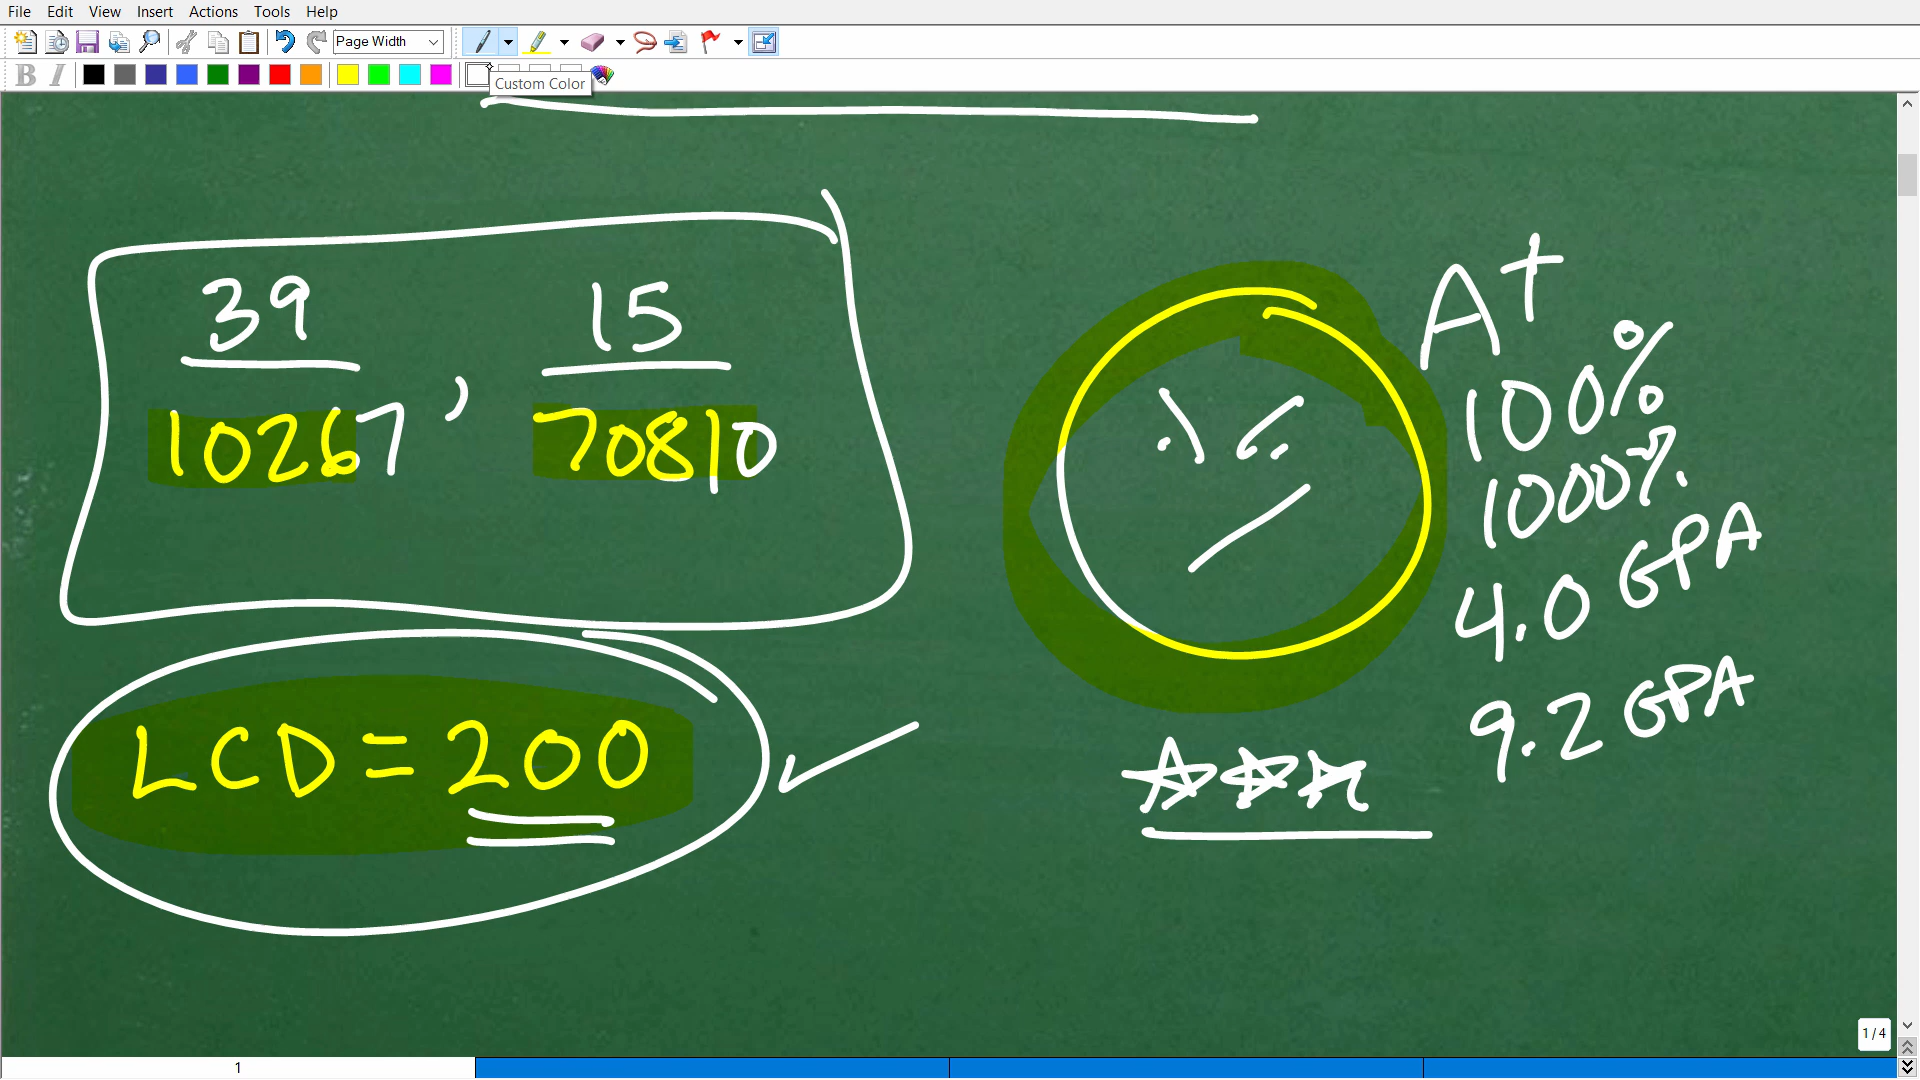 File Edit View Insert Actions Tools Help
Page Width
B I
Custom Color
39/10267, 15/70810
LCD = 200
A+
100%
1000%
4.0 GPA
9.2 GPA
1 / 4
1